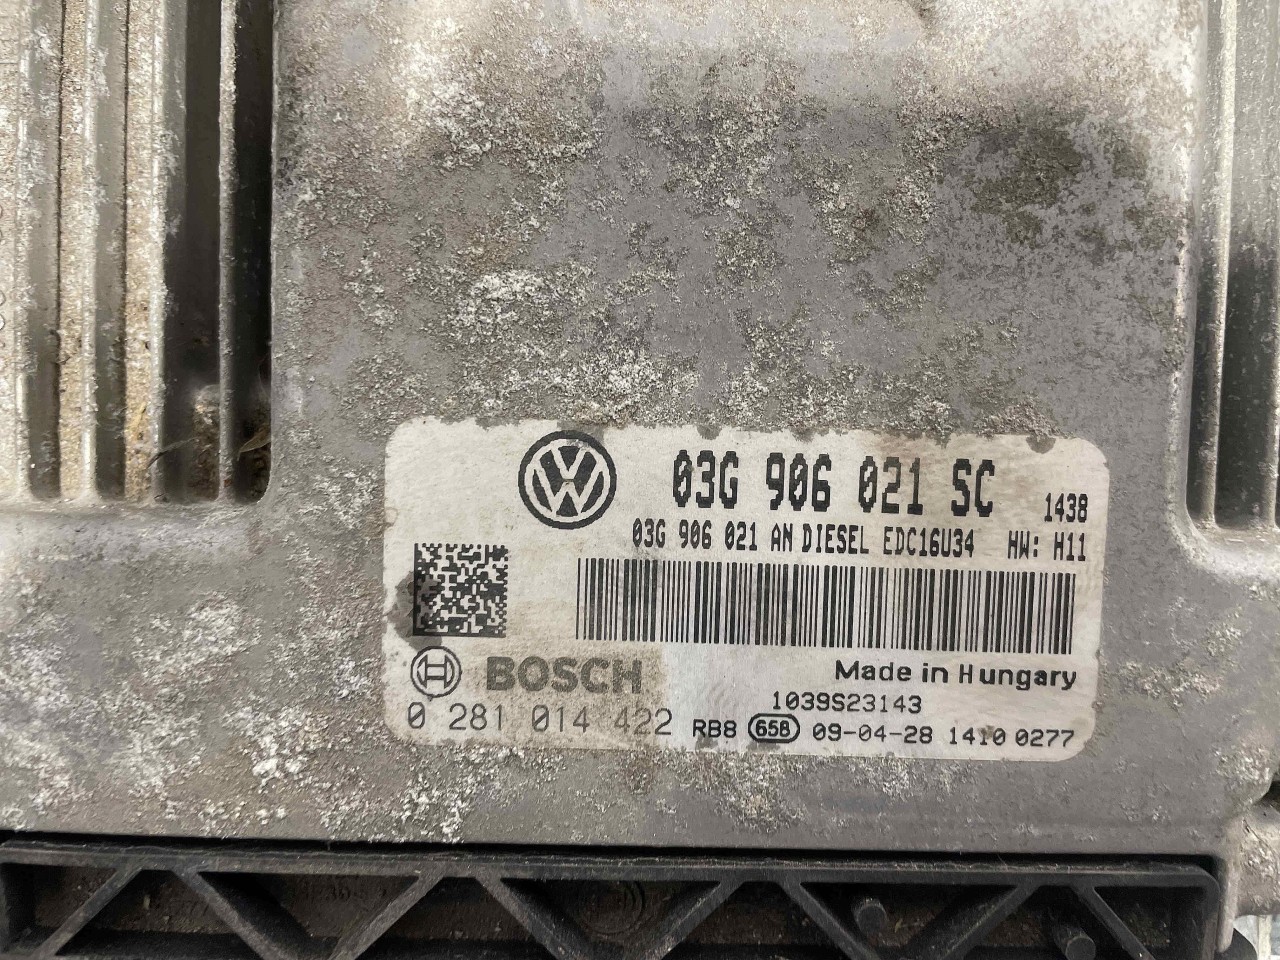 03G 906 021 SC 1438
03G 906 021 AN DIESEL EDC16U34 HW: H11
BOSCH
Made in Hungary
1039S23143
0 281 014 422 RB8 658 09-04-28 1410 0277